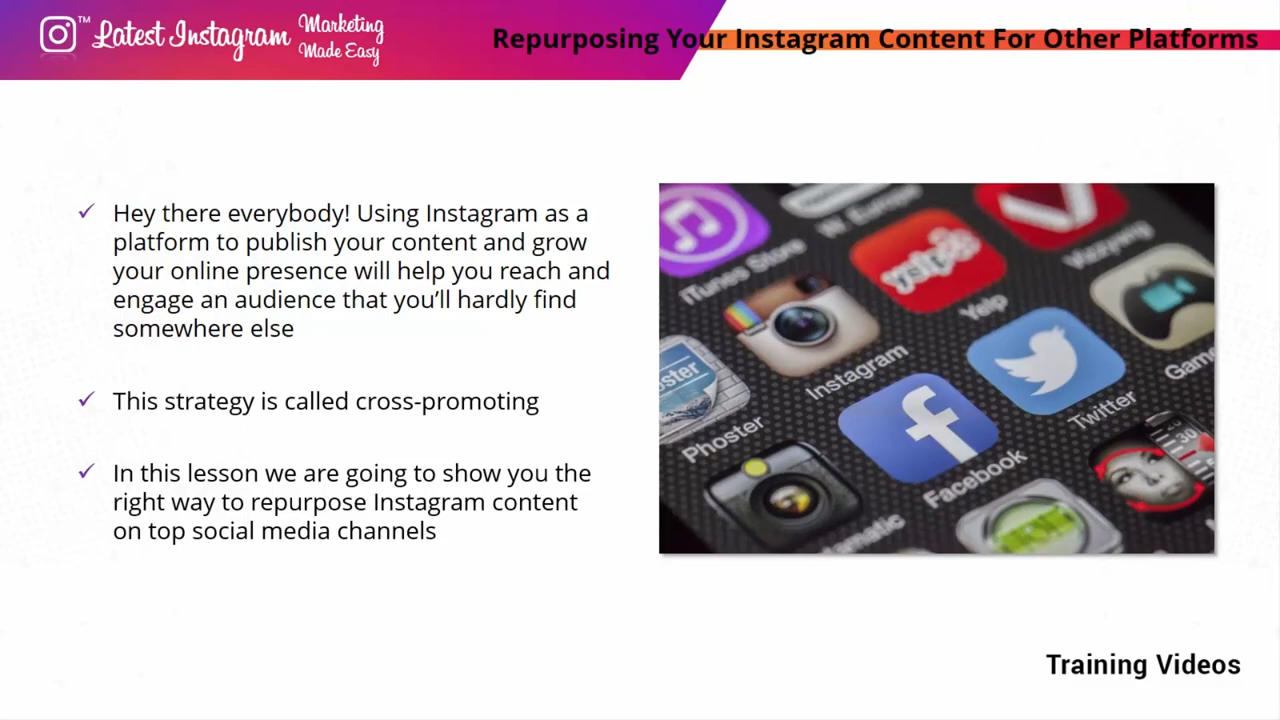 ™ Latest Instagram Marketing
Made Easy
Repurposing Your Instagram Content For Other Platforms
Hey there everybody! Using Instagram as a
platform to publish your content and grow
your online presence will help you reach and
engage an audience that you’ll hardly find
somewhere else
This strategy is called cross-promoting
In this lesson we are going to show you the
right way to repurpose Instagram content
on top social media channels
iTunes Store
yelp
Yelp
Instagram
Twitter
Phoster
Facebook
30
Training Videos